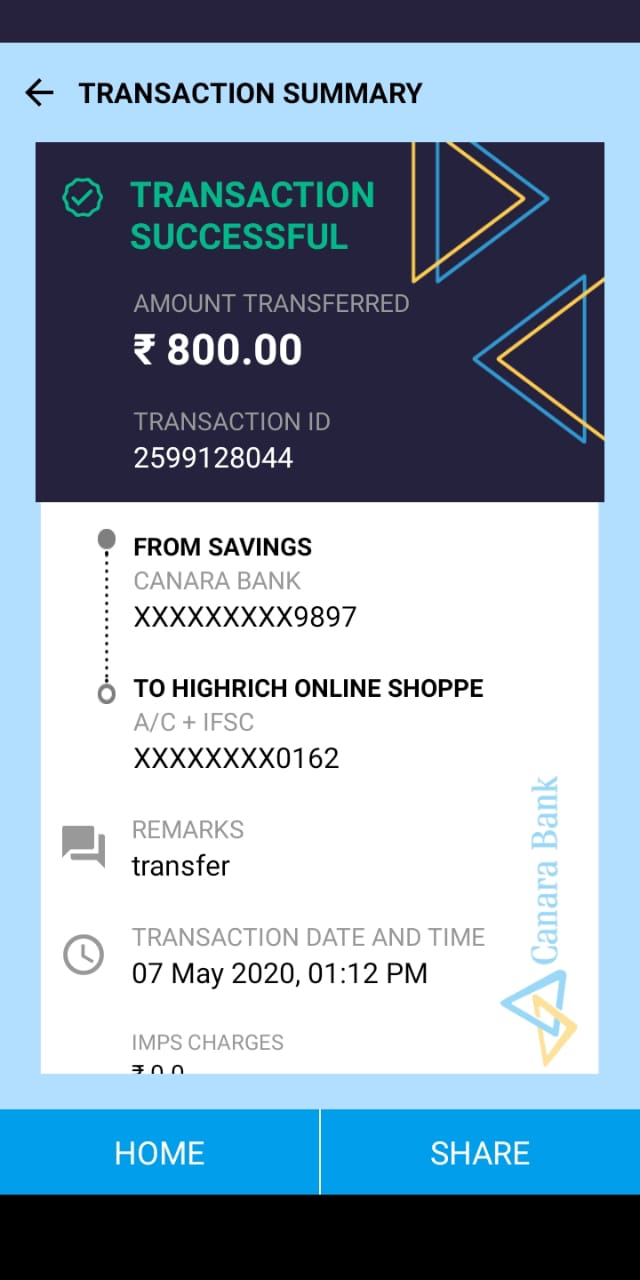 TRANSACTION SUMMARY
TRANSACTION
SUCCESSFUL
AMOUNT TRANSFERRED
₹ 800.00
TRANSACTION ID
2599128044
FROM SAVINGS
CANARA BANK
XXXXXXXXX9897
TO HIGHRICH ONLINE SHOPPE
A/C + IFSC
XXXXXXXX0162
REMARKS
transfer
TRANSACTION DATE AND TIME
07 May 2020, 01:12 PM
IMPS CHARGES
₹ 0.0
Canara Bank
HOME
SHARE